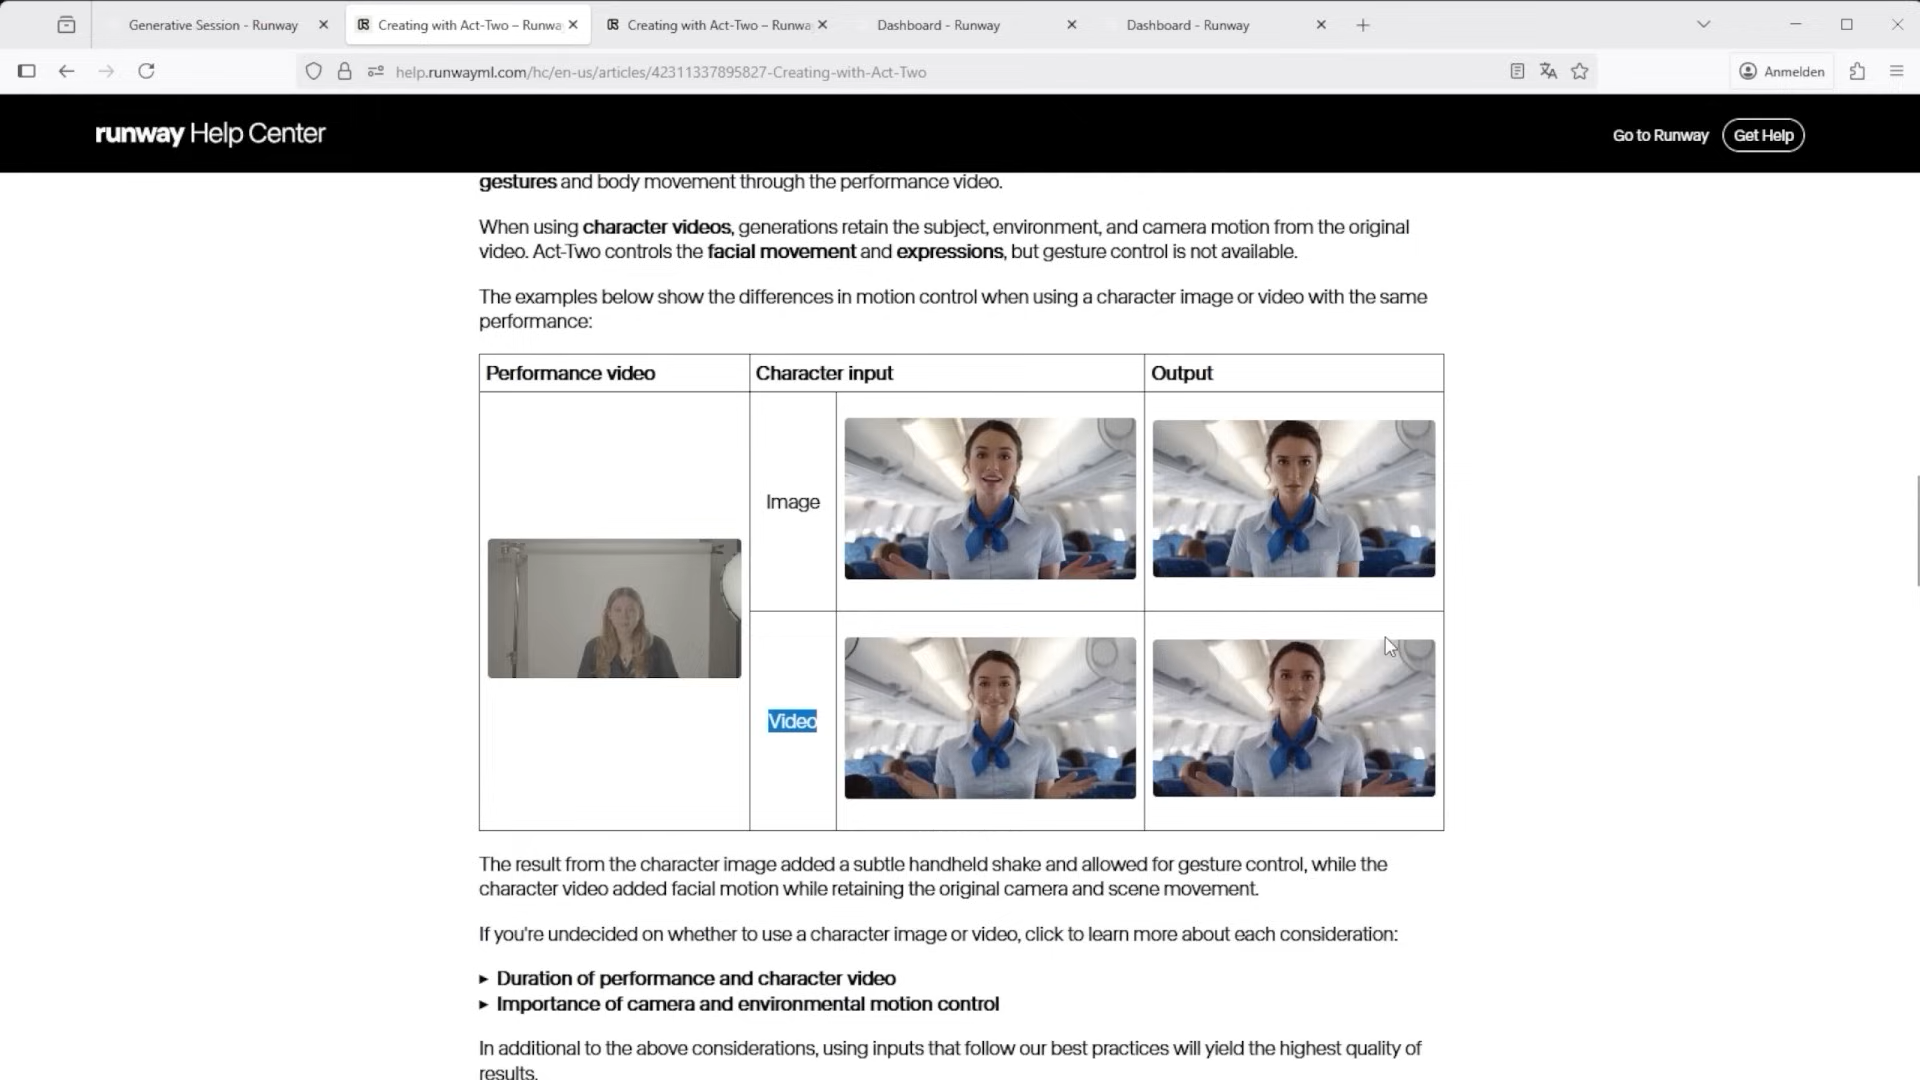 Generative Session - Runway
Creating with Act-Two – Runwa
Creating with Act-Two – Runwa
Dashboard - Runway
Dashboard - Runway
help.runwayml.com/hc/en-us/articles/42311337895827-Creating-with-Act-Two
Anmelden
runway Help Center
Go to Runway
Get Help
gestures and body movement through the performance video.
When using character videos, generations retain the subject, environment, and camera motion from the original
video. Act-Two controls the facial movement and expressions, but gesture control is not available.
The examples below show the differences in motion control when using a character image or video with the same
performance:
Performance video
Character input
Output
Image
Video
The result from the character image added a subtle handheld shake and allowed for gesture control, while the
character video added facial motion while retaining the original camera and scene movement.
If you're undecided on whether to use a character image or video, click to learn more about each consideration:
Duration of performance and character video
Importance of camera and environmental motion control
In additional to the above considerations, using inputs that follow our best practices will yield the highest quality of
results.